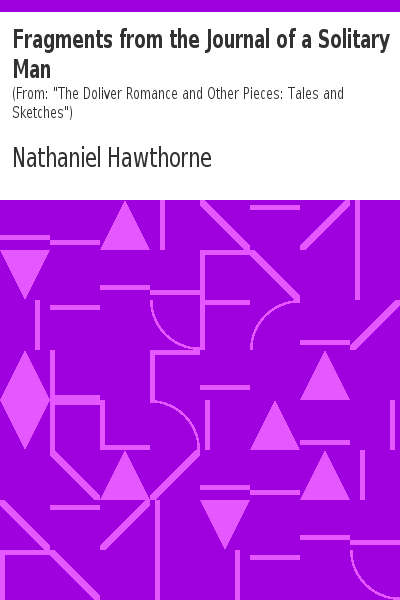 Fragments from the Journal of a Solitary
Man
(From: "The Doliver Romance and Other Pieces: Tales and
Sketches")
Nathaniel Hawthorne